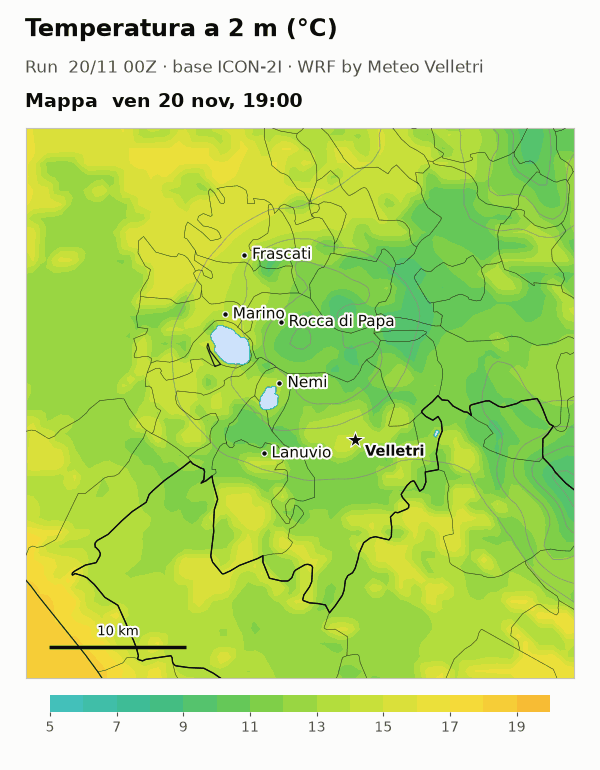 Temperatura a 2 m (°C)
Run  20/11 00Z · base ICON-2I · WRF by Meteo Velletri
Mappa  ven 20 nov, 19:00
Frascati
Marino
Rocca di Papa
Nemi
Velletri
Lanuvio
10 km
5 7 9 11 13 15 17 19